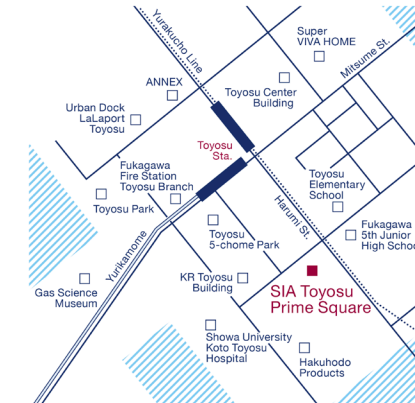 Yurakucho Line
Super
VIVA HOME
Mitsume St.
ANNEX
Toyosu Center
Building
Urban Dock
LaLaport
Toyosu
Toyosu
Sta.
Fukagawa
Fire Station
Toyosu Branch
Toyosu
Elementary
School
Toyosu Park
Harumi St.
Fukagawa
5th Junior
High Schoo
Toyosu
5-chome Park
Yurikamome
KR Toyosu
Building
SIA Toyosu
Prime Square
Gas Science
Museum
Showa University
Koto Toyosu
Hospital
Hakuhodo
Products